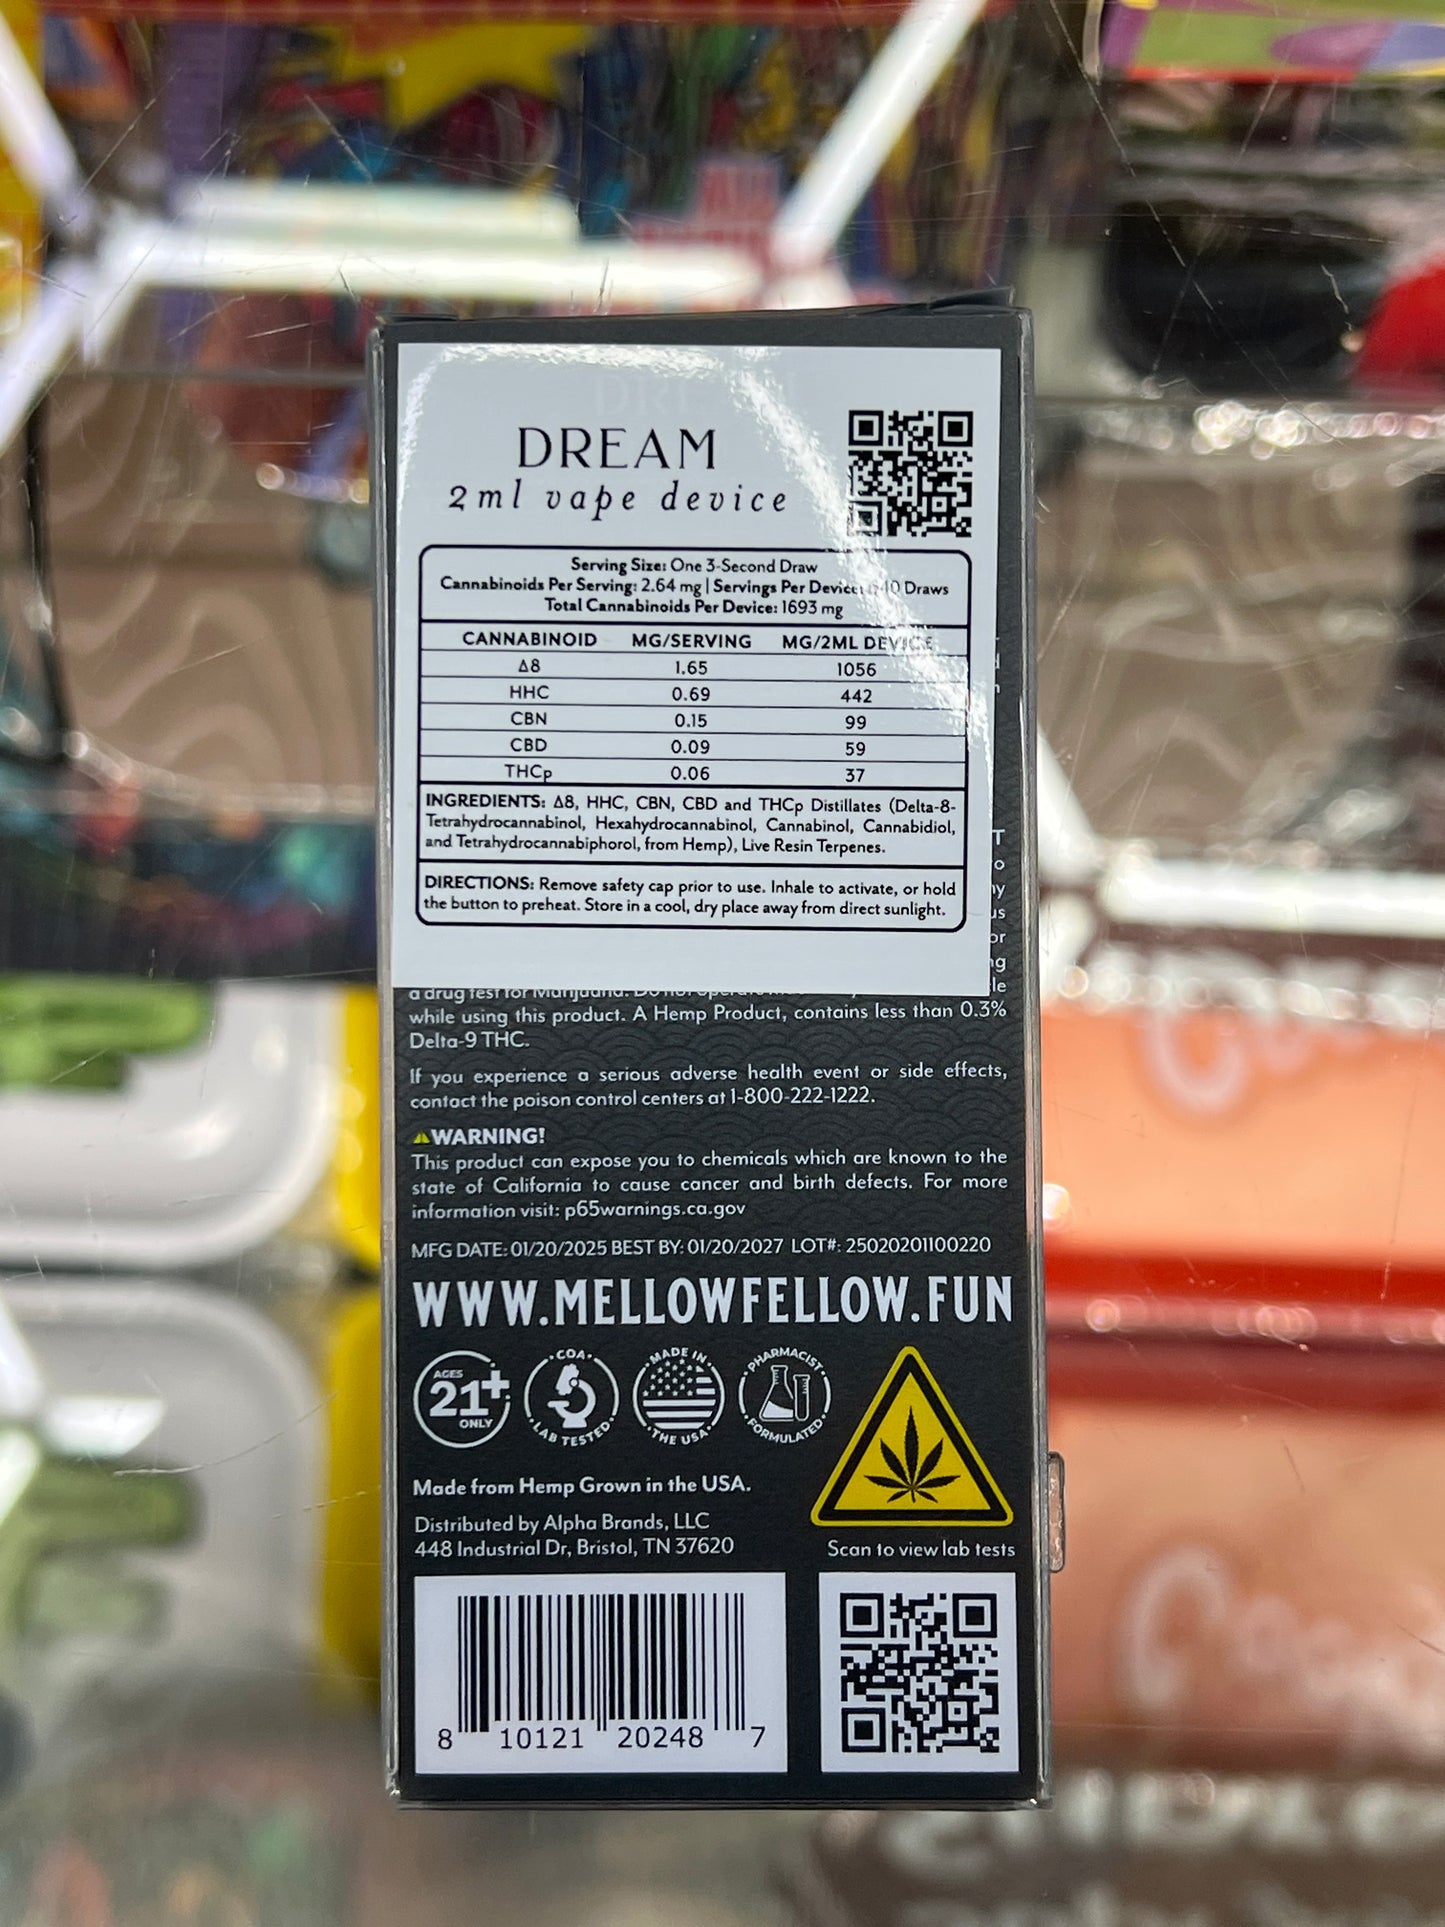 DREAM
2ml vape device
Serving Size: One 3-Second Draw
Cannabinoids Per Serving: 2.64 mg | Servings Per Device: Draws
Total Cannabinoids Per Device: 1693 mg
CANNABINOID MG/SERVING MG/2ML DEVICE
Δ8 1.65 1056
HHC 0.69 442
CBN 0.15 99
CBD 0.09 59
THCp 0.06 37
INGREDIENTS: Δ8, HHC, CBN, CBD and THCp Distillates (Delta-8-
Tetrahydrocannabinol, Hexahydrocannabinol, Cannabinol, Cannabidiol,
and Tetrahydrocannabiphorol, from Hemp), Live Resin Terpenes.
DIRECTIONS: Remove safety cap prior to use. Inhale to activate, or hold
the button to preheat. Store in a cool, dry place away from direct sunlight.
a drug test for Marijuana.
while using this product. A Hemp Product, contains less than 0.3%
Delta-9 THC.
If you experience a serious adverse health event or side effects,
contact the poison control centers at 1-800-222-1222.
WARNING!
This product can expose you to chemicals which are known to the
state of California to cause cancer and birth defects. For more
information visit: p65warnings.ca.gov
MFG DATE: 01/20/2025 BEST BY: 01/20/2027 LOT#: 25020201100220
WWW.MELLOWFELLOW.FUN
AGES
21+
ONLY
COA
LAB TESTED
MADE IN
THE USA
PHARMACIST
FORMULATED
Made from Hemp Grown in the USA.
Distributed by Alpha Brands, LLC
448 Industrial Dr, Bristol, TN 37620
Scan to view lab tests
8 10121 20248 7